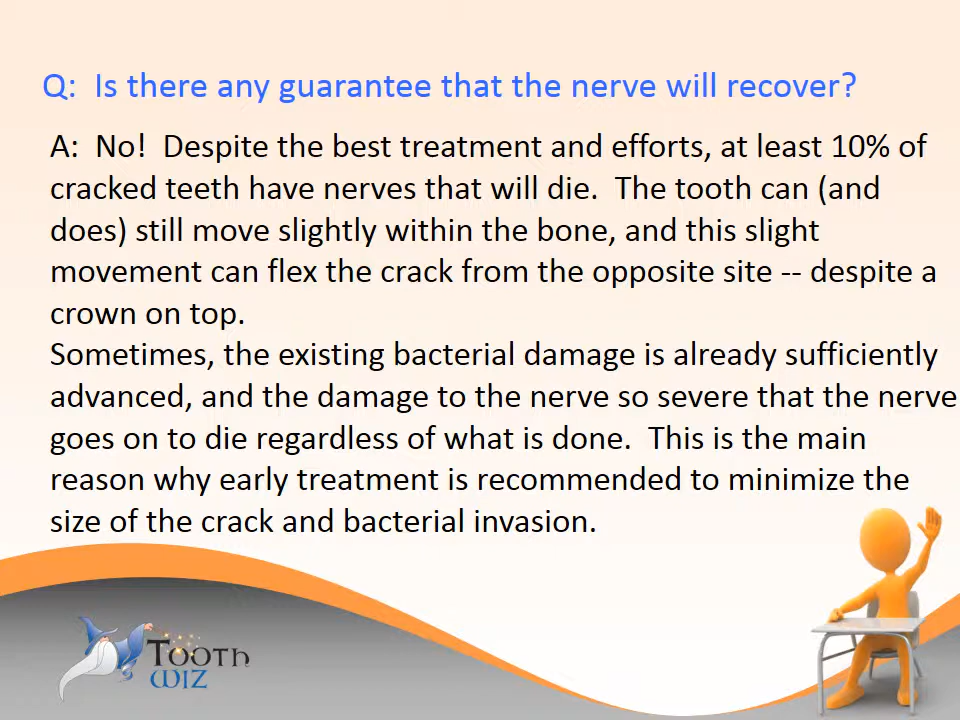 Q:  Is there any guarantee that the nerve will recover?
A:  No!  Despite the best treatment and efforts, at least 10% of
cracked teeth have nerves that will die.  The tooth can (and
does) still move slightly within the bone, and this slight
movement can flex the crack from the opposite site -- despite a
crown on top.
Sometimes, the existing bacterial damage is already sufficiently
advanced, and the damage to the nerve so severe that the nerve
goes on to die regardless of what is done.  This is the main
reason why early treatment is recommended to minimize the
size of the crack and bacterial invasion.
Tooth
WIZ